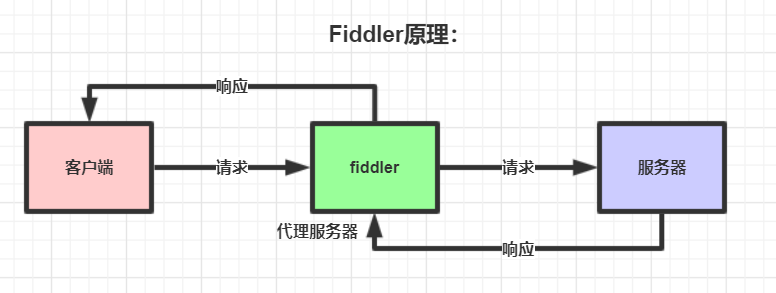 Fiddler原理：
响应
客户端
请求
fiddler
请求
服务器
代理服务器
响应